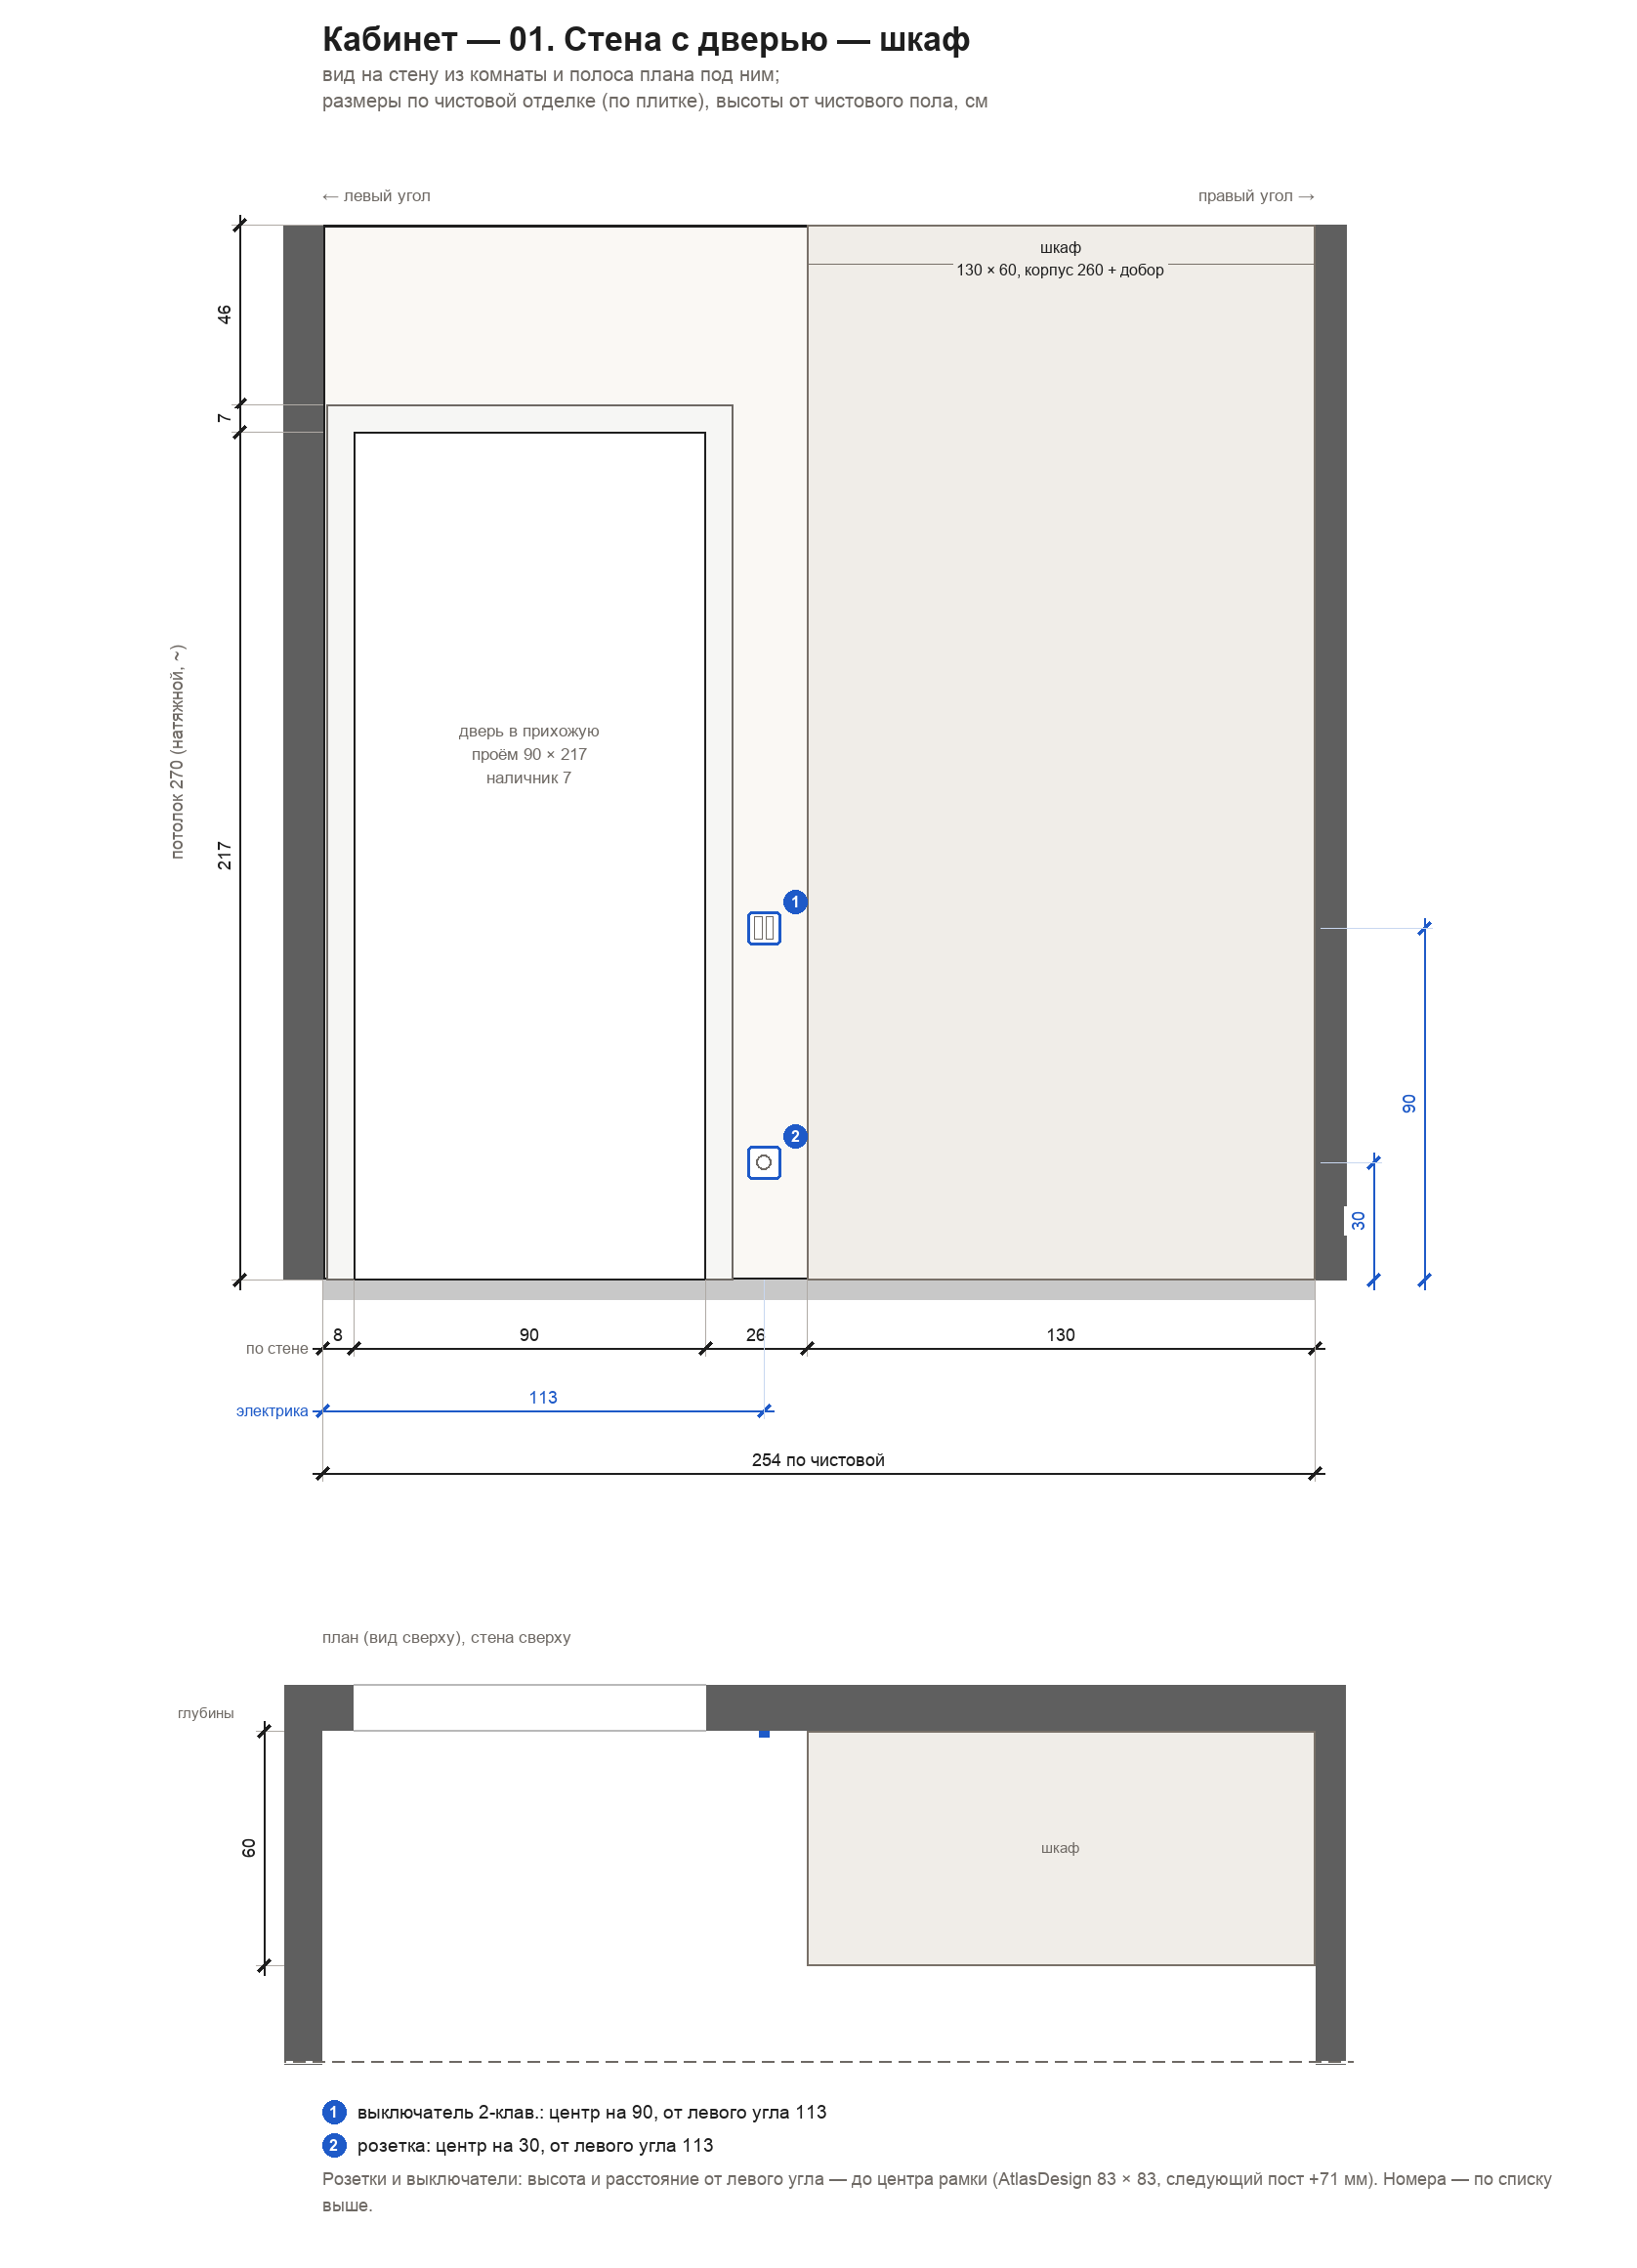 Кабинет — 01. Стена с дверью — шкаф
вид на стену из комнаты и полоса плана под ним;
размеры по чистовой отделке (по плитке), высоты от чистового пола, см
← левый угол
правый угол →
шкаф
130 × 60, корпус 260 + добор
46
7
217
потолок 270 (натяжной, ~)
дверь в прихожую
проём 90 × 217
наличник 7
1
2
90
30
8
90
26
130
по стене
113
электрика
254 по чистовой
план (вид сверху), стена сверху
глубины
60
шкаф
1 выключатель 2-клав.: центр на 90, от левого угла 113
2 розетка: центр на 30, от левого угла 113
Розетки и выключатели: высота и расстояние от левого угла — до центра рамки (AtlasDesign 83 × 83, следующий пост +71 мм). Номера — по списку
выше.